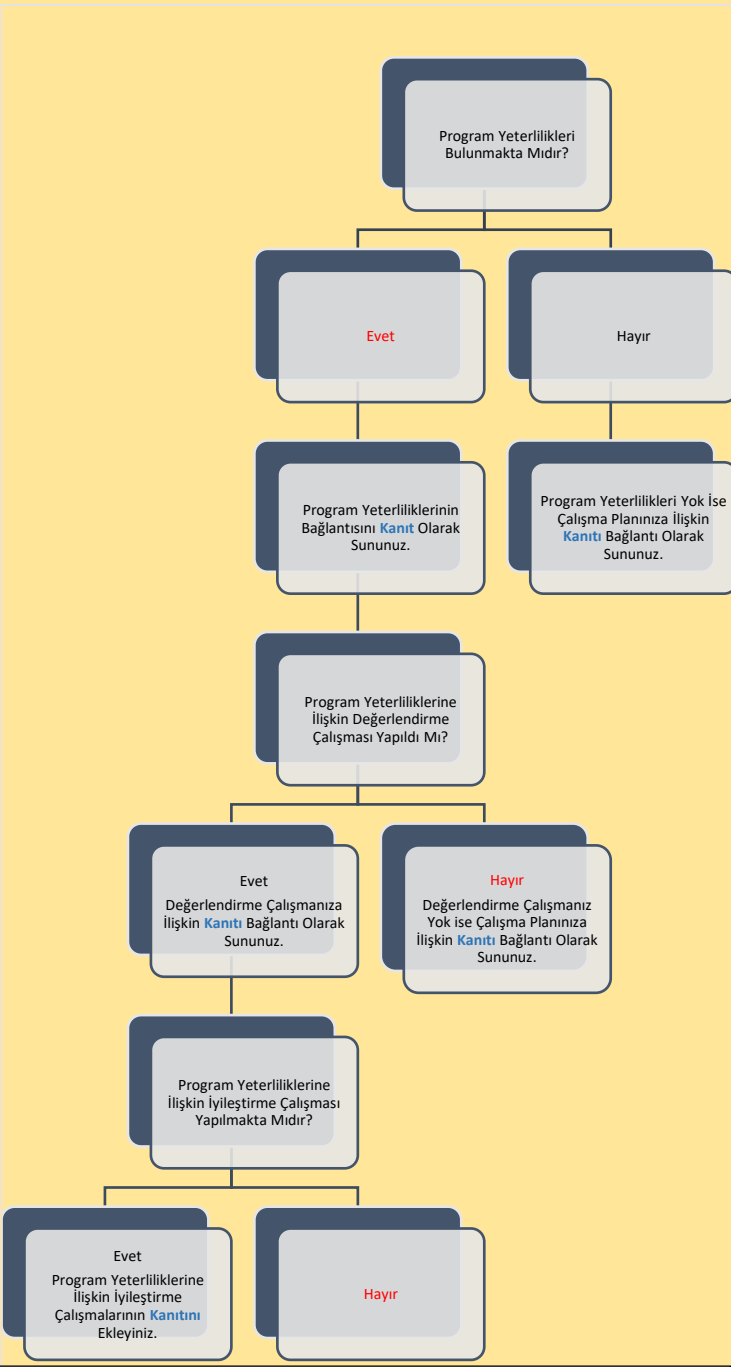 Program Yeterlilikleri
Bulunmakta Mıdır?
Evet
Hayır
Program Yeterliliklerinin
Bağlantısını Kanıt Olarak
Sununuz.
Program Yeterlilikleri Yok İse
Çalışma Planınıza İlişkin
Kanıtı Bağlantı Olarak
Sununuz.
Program Yeterliliklerine
İlişkin Değerlendirme
Çalışması Yapıldı Mı?
Evet
Değerlendirme Çalışmanıza
İlişkin Kanıtı Bağlantı Olarak
Sununuz.
Hayır
Değerlendirme Çalışmanız
Yok ise Çalışma Planınıza
İlişkin Kanıtı Bağlantı Olarak
Sununuz.
Program Yeterliliklerine
İlişkin İyileştirme Çalışması
Yapılmakta Mıdır?
Evet
Program Yeterliliklerine
İlişkin İyileştirme
Çalışmalarının Kanıtını
Ekleyiniz.
Hayır